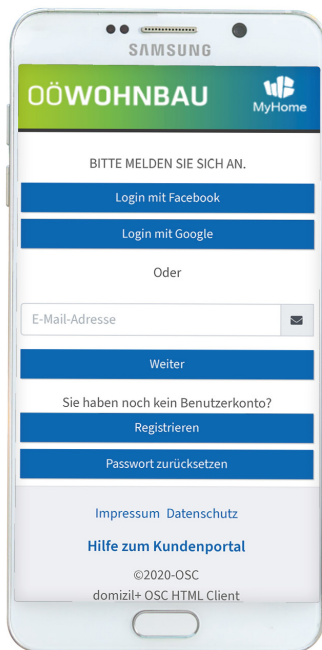 SAMSUNG
OÖWOHNBAU
MyHome
BITTE MELDEN SIE SICH AN.
Login mit Facebook
Login mit Google
Oder
E-Mail-Adresse
Weiter
Sie haben noch kein Benutzerkonto?
Registrieren
Passwort zurücksetzen
Impressum Datenschutz
Hilfe zum Kundenportal
©2020-OSC
domizil+ OSC HTML Client